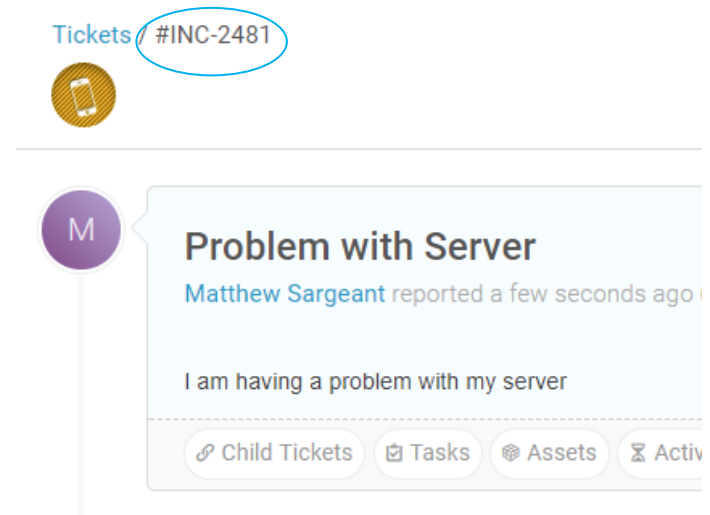 Tickets / #INC-2481
M
Problem with Server
Matthew Sargeant reported a few seconds ago
I am having a problem with my server
Child Tickets Tasks Assets